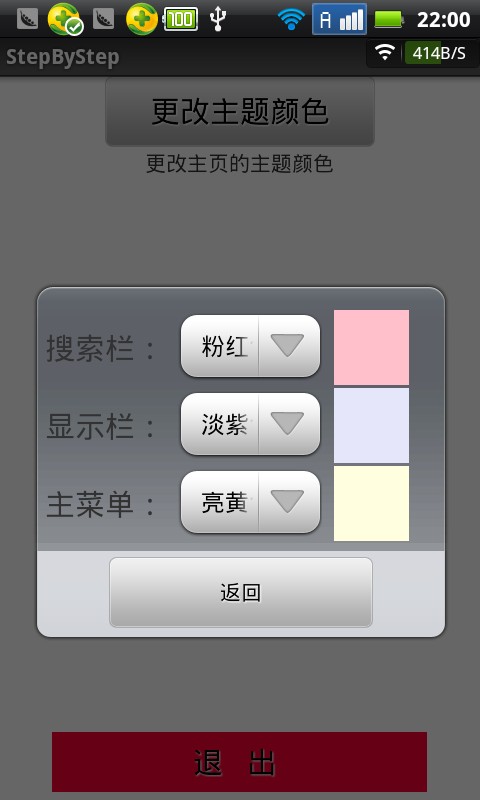 100 A 22:00
StepByStep 414B/S
更改主题颜色
更改主页的主题颜色
搜索栏： 粉红
显示栏： 淡紫
主菜单： 亮黄
返回
退 出